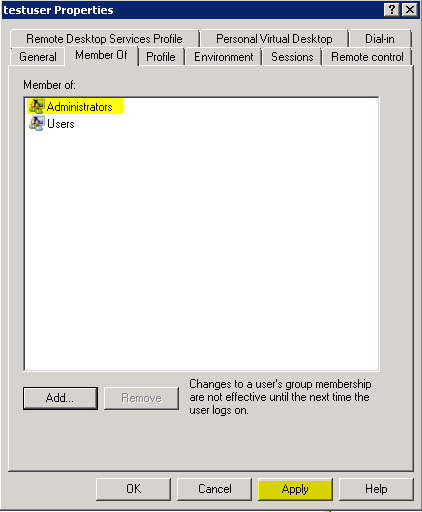 testuser Properties
Remote Desktop Services Profile
Personal Virtual Desktop
Dial-in
General
Member Of
Profile
Environment
Sessions
Remote control
Member of:
Administrators
Users
Add...
Remove
Changes to a user's group membership
are not effective until the next time the
user logs on.
OK
Cancel
Apply
Help